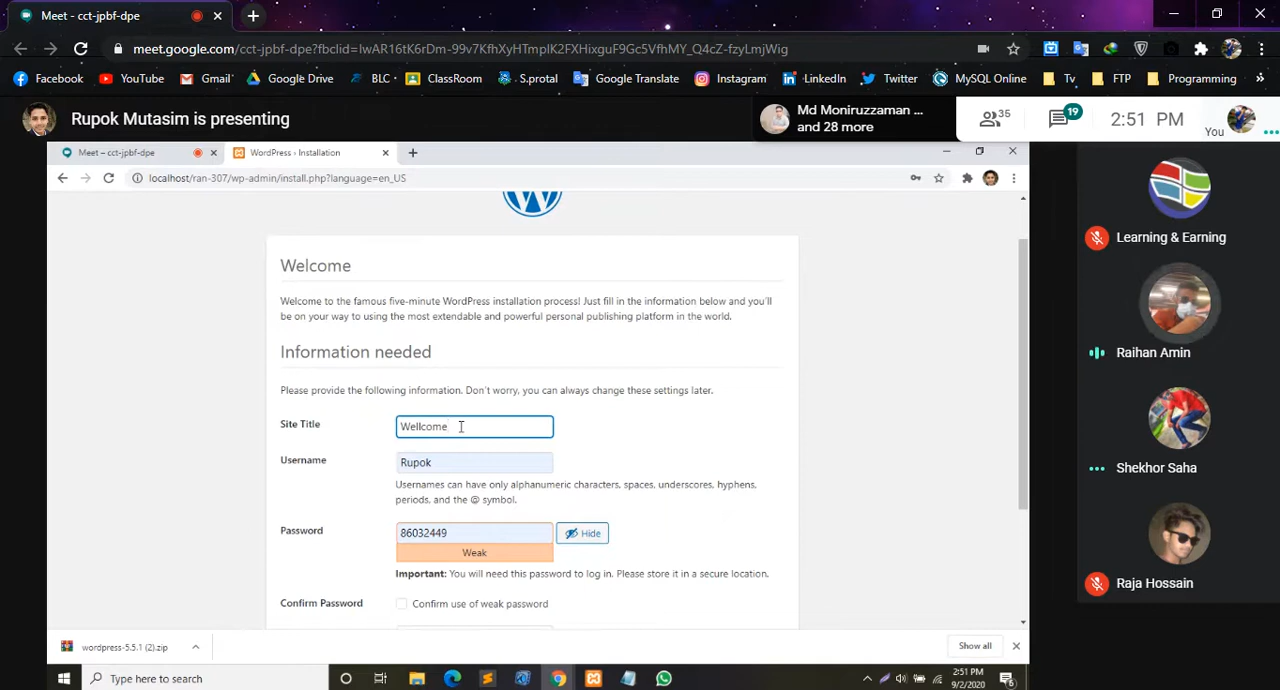 Meet - cct-jpbf-dpe
meet.google.com/cct-jpbf-dpe?fbclid=IwAR16tK6rDm-99v7KfhXyHTmplK2FXHixguF9Gc5VfhMY_Q4cZ-fzyLmjWig
Facebook YouTube Gmail Google Drive BLC ClassRoom S.protal Google Translate Instagram LinkedIn Twitter MySQL Online Tv FTP Programming »
Rupok Mutasim is presenting
Md Moniruzzaman ...
and 28 more
35
19
2:51 PM
You
Meet – cct-jpbf-dpe
WordPress › Installation
localhost/ran-307/wp-admin/install.php?language=en_US
Welcome
Welcome to the famous five-minute WordPress installation process! Just fill in the information below and you'll
be on your way to using the most extendable and powerful personal publishing platform in the world.
Information needed
Please provide the following information. Don't worry, you can always change these settings later.
Site Title
Wellcome
Username
Rupok
Usernames can have only alphanumeric characters, spaces, underscores, hyphens,
periods, and the @ symbol.
Password
86032449
Hide
Weak
Important: You will need this password to log in. Please store it in a secure location.
Confirm Password
Confirm use of weak password
Learning & Earning
Raihan Amin
Shekhor Saha
Raja Hossain
wordpress-5.5.1 (2).zip
Show all
Type here to search
2:51 PM
9/2/2020